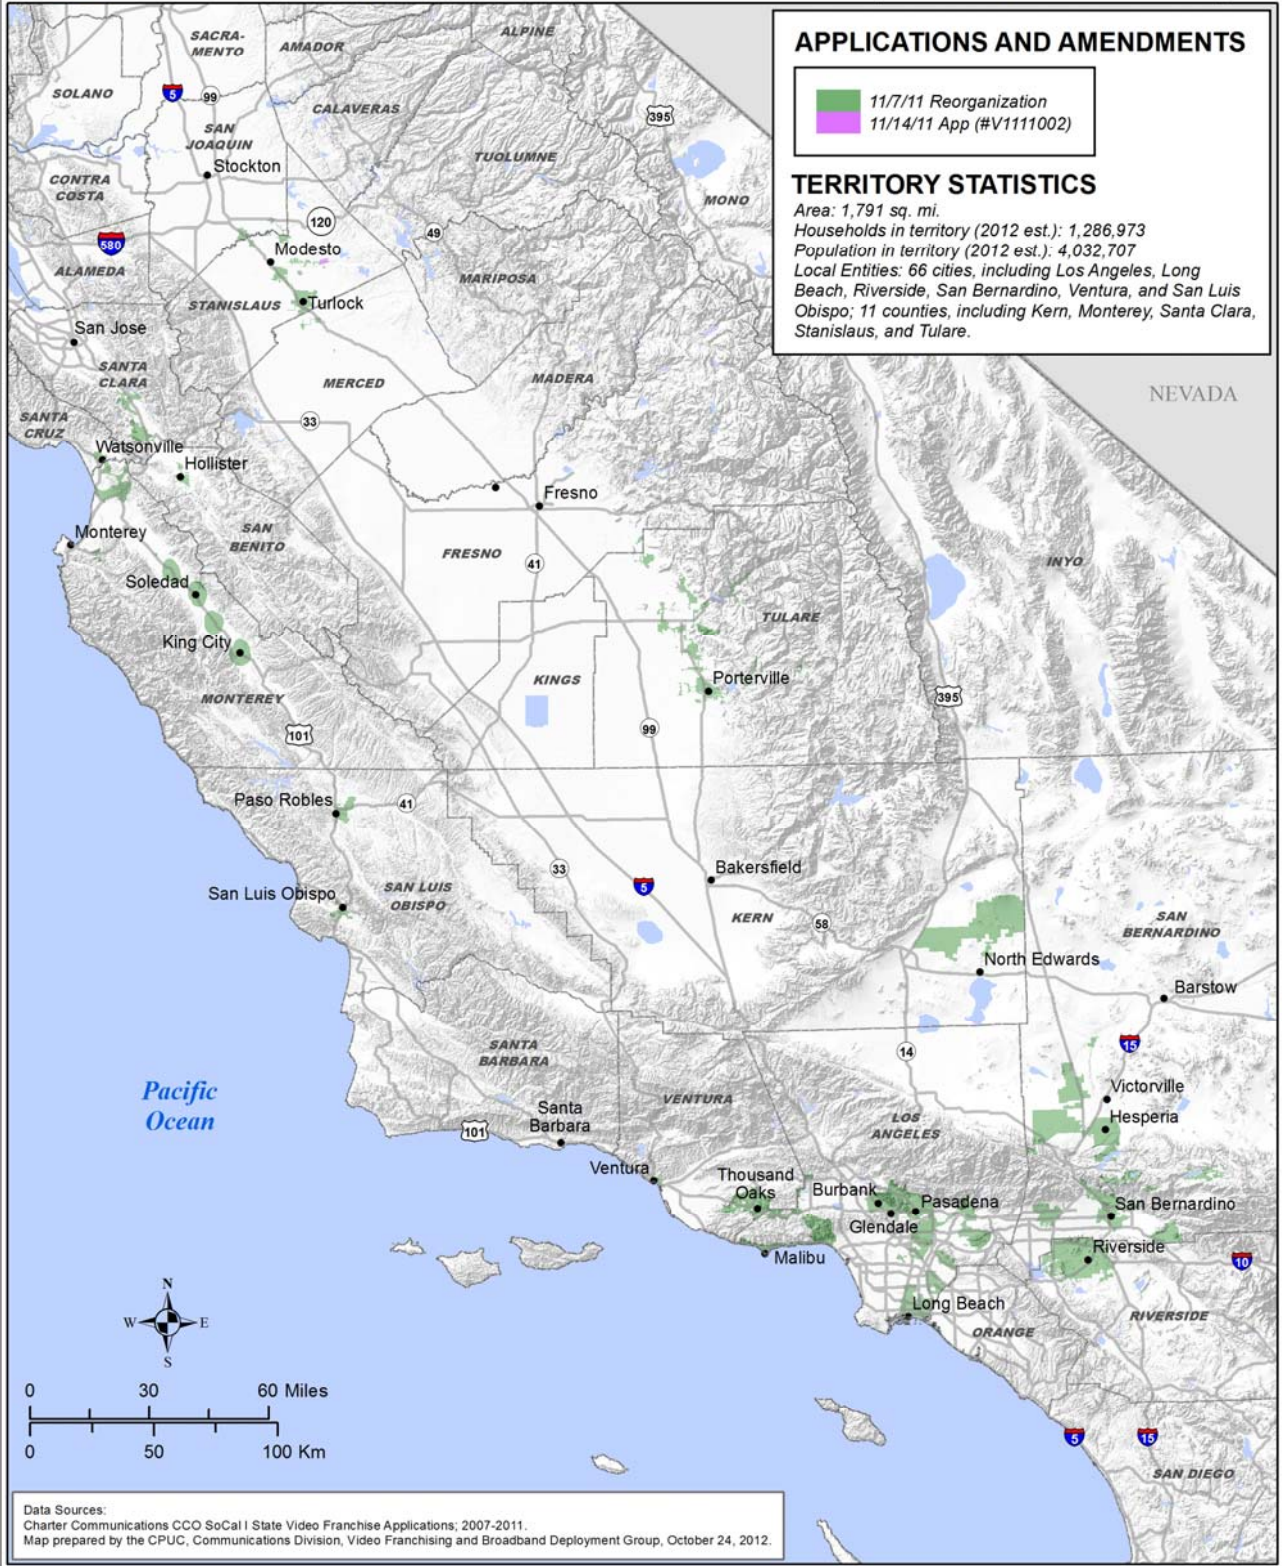 APPLICATIONS AND AMENDMENTS
11/7/11 Reorganization
11/14/11 App (#V1111002)
TERRITORY STATISTICS
Area: 1,791 sq. mi.
Households in territory (2012 est.): 1,286,973
Population in territory (2012 est.): 4,032,707
Local Entities: 66 cities, including Los Angeles, Long
Beach, Riverside, San Bernardino, Ventura, and San Luis
Obispo; 11 counties, including Kern, Monterey, Santa Clara,
Stanislaus, and Tulare.
SACRA-
MENTO
AMADOR
ALPINE
SOLANO
5
99
CALAVERAS
395
SAN
JOAQUIN
Stockton
TUOLUMNE
CONTRA
COSTA
MONO
120
49
580
Modesto
ALAMEDA
MARIPOSA
STANISLAUS
Turlock
San Jose
SANTA
CLARA
MERCED
MADERA
NEVADA
SANTA
CRUZ
33
Watsonville
Hollister
Fresno
Monterey
SAN
BENITO
FRESNO
41
INYO
Soledad
TULARE
King City
KINGS
Porterville
MONTEREY
395
101
99
Paso Robles
41
33
Bakersfield
5
San Luis Obispo
SAN LUIS
OBISPO
KERN
58
SAN
BERNARDINO
North Edwards
Barstow
15
14
SANTA
BARBARA
Pacific
Ocean
VENTURA
Victorville
Hesperia
LOS
ANGELES
Santa
Barbara
101
Ventura
Thousand
Oaks
Burbank
Pasadena
San Bernardino
Glendale
Malibu
Riverside
10
Long Beach
RIVERSIDE
ORANGE
N
W
E
S
0 30 60 Miles
0 50 100 Km
5
15
SAN DIEGO
Data Sources:
Charter Communications CCO SoCal I State Video Franchise Applications; 2007-2011.
Map prepared by the CPUC, Communications Division, Video Franchising and Broadband Deployment Group, October 24, 2012.